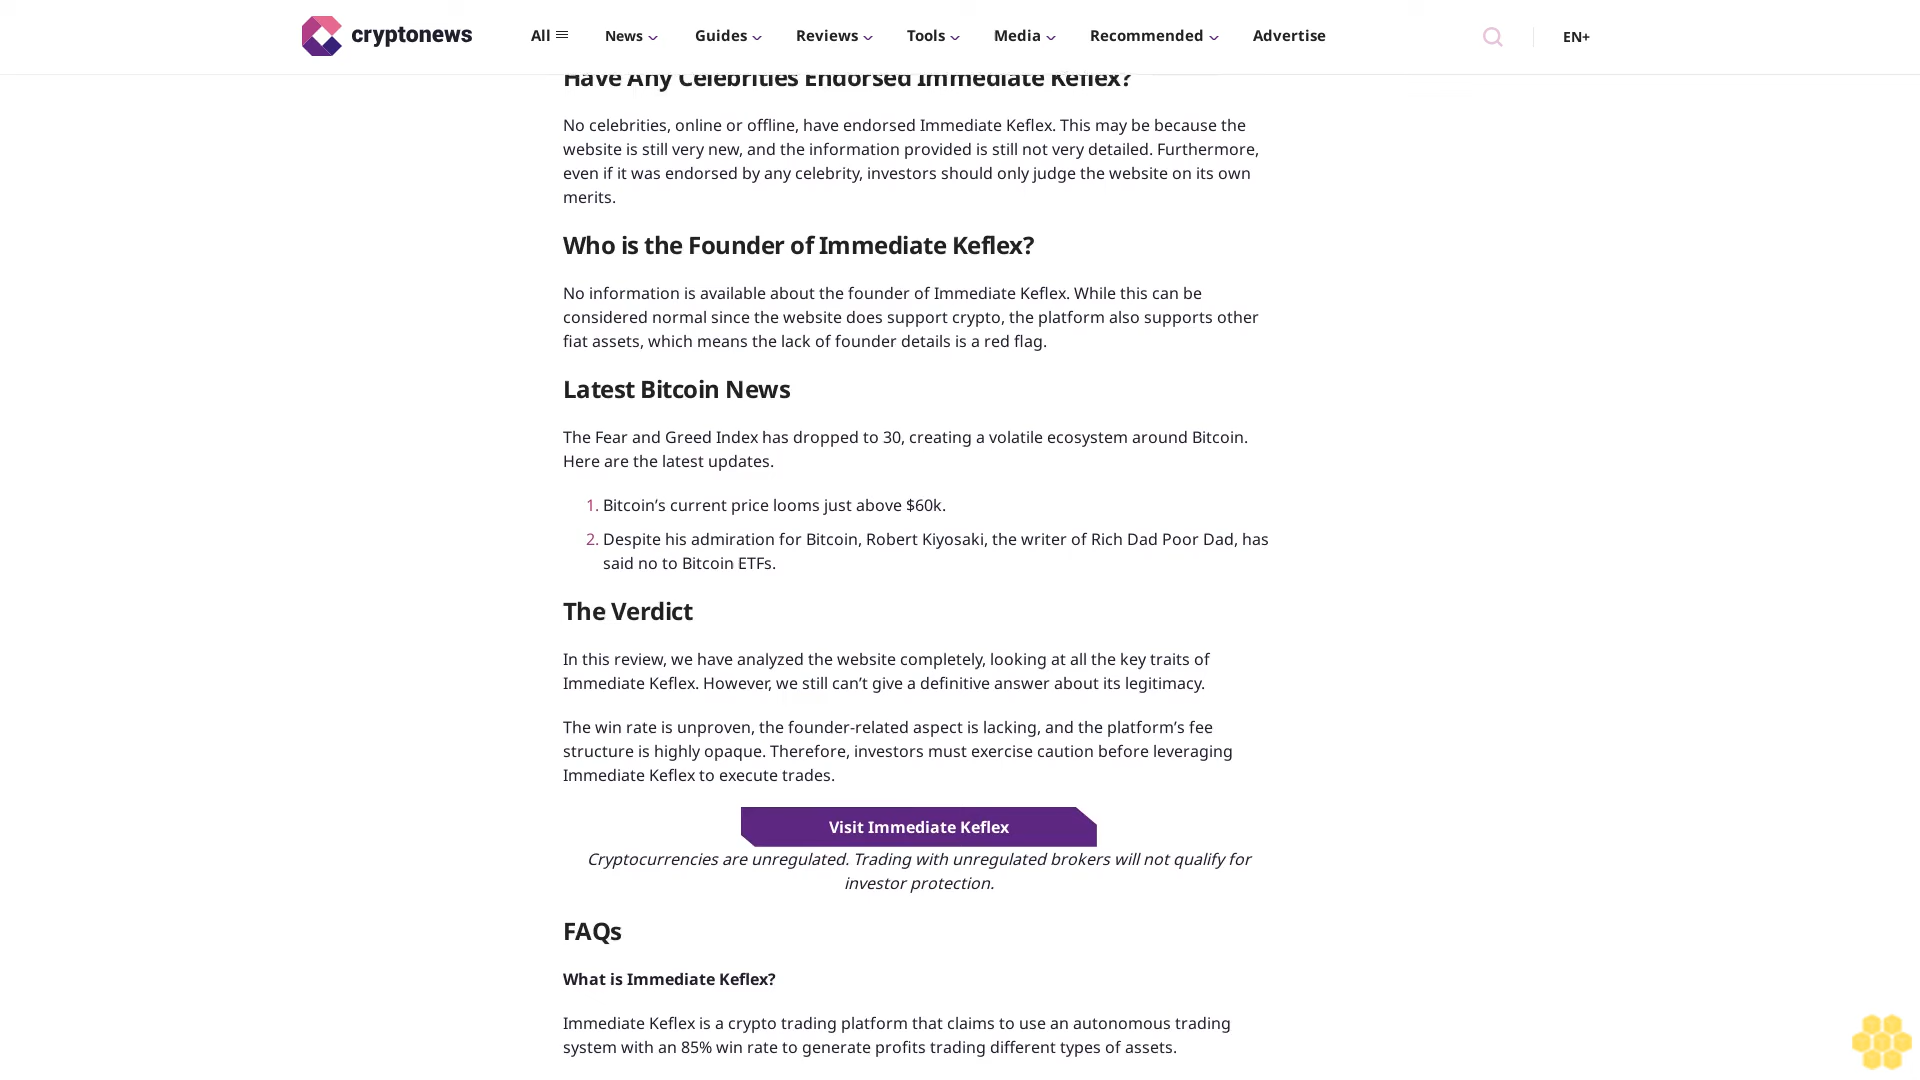 cryptonews
All
News
Guides
Reviews
Tools
Media
Recommended
Advertise
EN+
Have Any Celebrities Endorsed Immediate Keflex?
No celebrities, online or offline, have endorsed Immediate Keflex. This may be because the
website is still very new, and the information provided is still not very detailed. Furthermore,
even if it was endorsed by any celebrity, investors should only judge the website on its own
merits.
Who is the Founder of Immediate Keflex?
No information is available about the founder of Immediate Keflex. While this can be
considered normal since the website does support crypto, the platform also supports other
fiat assets, which means the lack of founder details is a red flag.
Latest Bitcoin News
The Fear and Greed Index has dropped to 30, creating a volatile ecosystem around Bitcoin.
Here are the latest updates.
1. Bitcoin’s current price looms just above $60k.
2. Despite his admiration for Bitcoin, Robert Kiyosaki, the writer of Rich Dad Poor Dad, has
said no to Bitcoin ETFs.
The Verdict
In this review, we have analyzed the website completely, looking at all the key traits of
Immediate Keflex. However, we still can’t give a definitive answer about its legitimacy.
The win rate is unproven, the founder-related aspect is lacking, and the platform’s fee
structure is highly opaque. Therefore, investors must exercise caution before leveraging
Immediate Keflex to execute trades.
Visit Immediate Keflex
Cryptocurrencies are unregulated. Trading with unregulated brokers will not qualify for
investor protection.
FAQs
What is Immediate Keflex?
Immediate Keflex is a crypto trading platform that claims to use an autonomous trading
system with an 85% win rate to generate profits trading different types of assets.